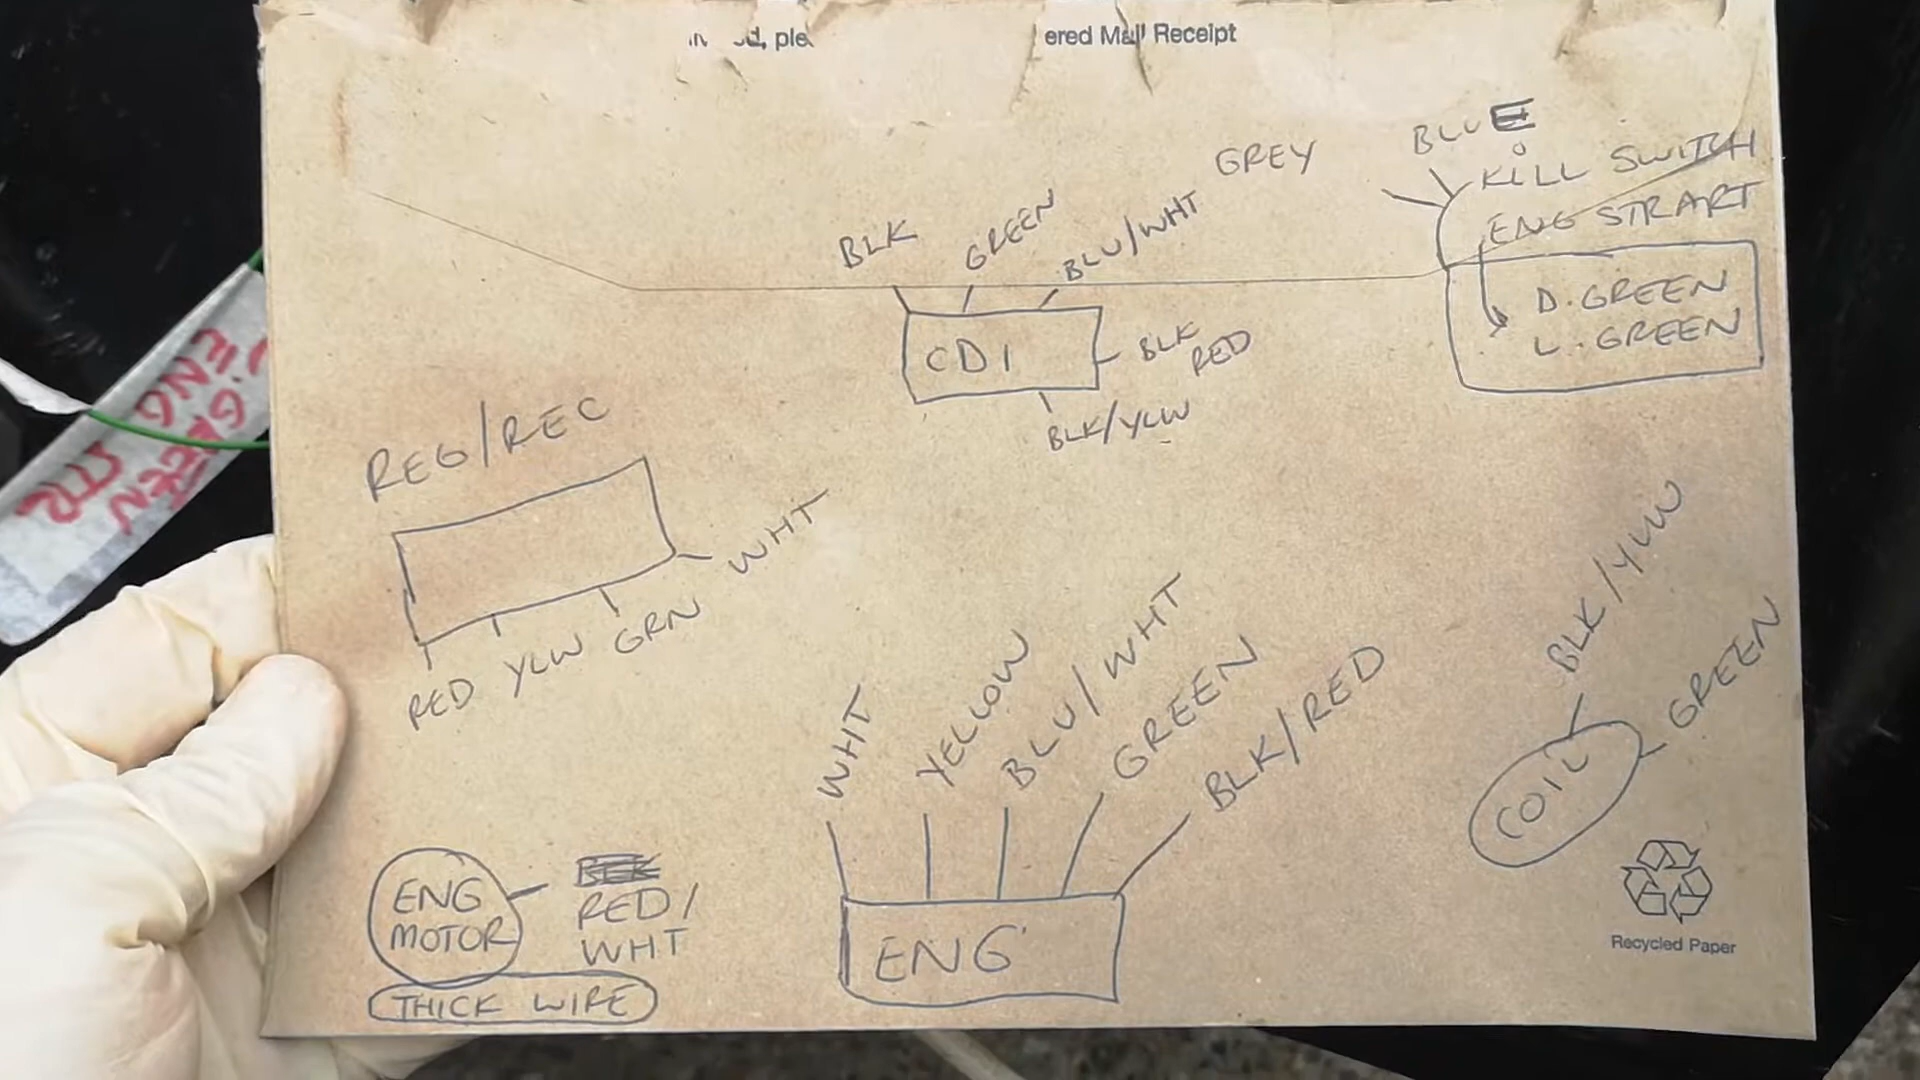 ered Mail Receipt
BLUE
KILL SWITCH
ENG STRART
D.GREEN
L.GREEN
GREY
BLK
GREEN
BLU/WHT
CDI
BLK
RED
BLK/YLW
REG/REC
WHT
RED YLW GRN
BLK/YLW
GREEN
COIL
WHT
YELLOW
BLU/WHT
GREEN
BLK/RED
ENG
ENG
MOTOR
RED/
WHT
THICK WIRE
Recycled Paper
ENG
GREEN